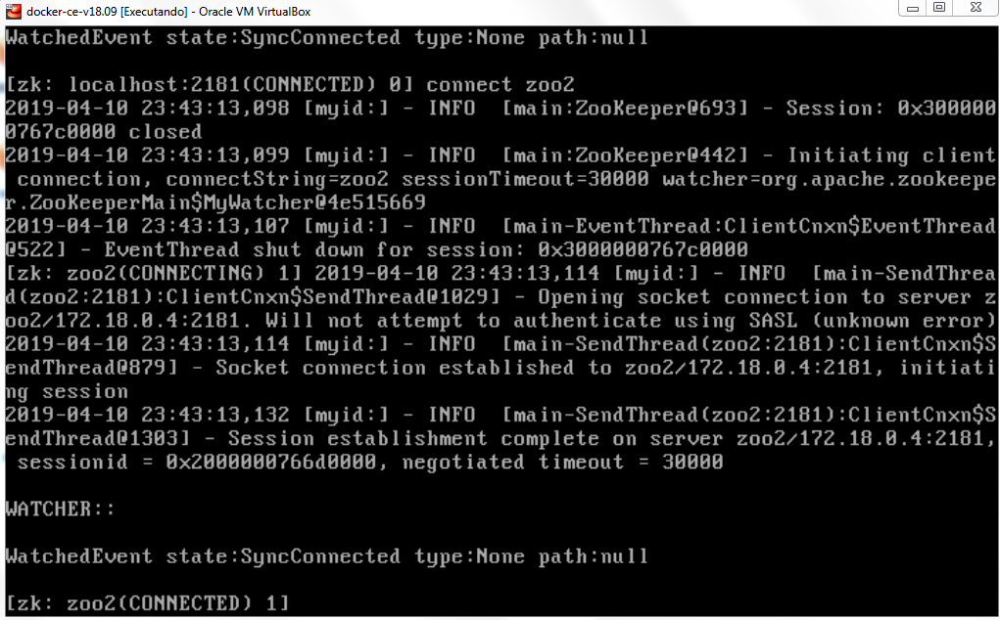 docker-ce-v18.09 [Executando] - Oracle VM VirtualBox
WatchedEvent state:SyncConnected type:None path:null
[zk: localhost:2181(CONNECTED) 0] connect zoo2
2019-04-10 23:43:13,098 [myid:] - INFO  [main:ZooKeeper@693] - Session: 0x300000
0767c0000 closed
2019-04-10 23:43:13,099 [myid:] - INFO  [main:ZooKeeper@442] - Initiating client
 connection, connectString=zoo2 sessionTimeout=30000 watcher=org.apache.zookeepe
r.ZooKeeperMain$MyWatcher@4e515669
2019-04-10 23:43:13,107 [myid:] - INFO  [main-EventThread:ClientCnxn$EventThread
@522] - EventThread shut down for session: 0x3000000767c0000
[zk: zoo2(CONNECTING) 1] 2019-04-10 23:43:13,114 [myid:] - INFO  [main-SendThrea
d(zoo2:2181):ClientCnxn$SendThread@1029] - Opening socket connection to server z
oo2/172.18.0.4:2181. Will not attempt to authenticate using SASL (unknown error)
2019-04-10 23:43:13,114 [myid:] - INFO  [main-SendThread(zoo2:2181):ClientCnxn$S
endThread@879] - Socket connection established to zoo2/172.18.0.4:2181, initiati
ng session
2019-04-10 23:43:13,132 [myid:] - INFO  [main-SendThread(zoo2:2181):ClientCnxn$S
endThread@1303] - Session establishment complete on server zoo2/172.18.0.4:2181,
 sessionid = 0x2000000766d0000, negotiated timeout = 30000
WATCHER::
WatchedEvent state:SyncConnected type:None path:null
[zk: zoo2(CONNECTED) 1]